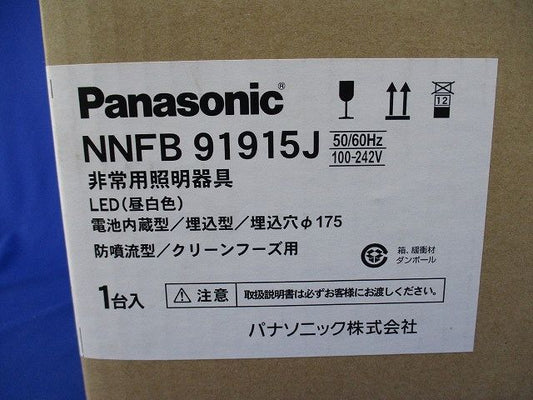 Panasonic®
NNFB 91915J
50/60Hz
100-242V
12
非常用照明器具
LED(昼白色)
電池内蔵型/埋込型/埋込穴φ175
防噴流型/クリーンフーズ用
箱、緩衝材
ダンボール
1台入
⚠注意 取扱説明書は必ずお客様にお渡しください。
パナソニック株式会社